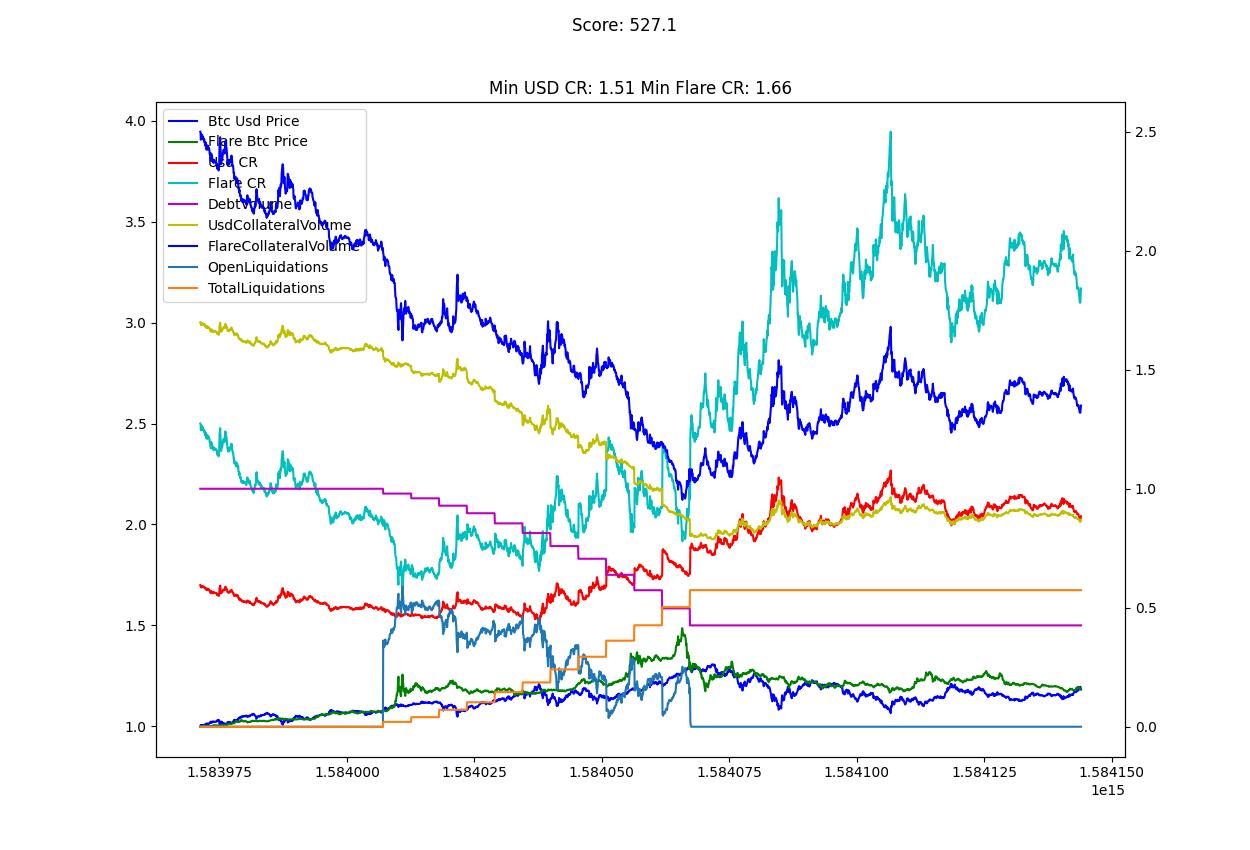 Score: 527.1
Min USD CR: 1.51 Min Flare CR: 1.66
4.0
3.5
3.0
2.5
2.0
1.5
1.0
Btc Usd Price
Flare Btc Price
Usd CR
Flare CR
DebtVolume
UsdCollateralVolume
FlareCollateralVolume
OpenLiquidations
TotalLiquidations
2.5
2.0
1.5
1.0
0.5
0.0
1.583975 1.584000 1.584025 1.584050 1.584075 1.584100 1.584125 1.584150
1e15